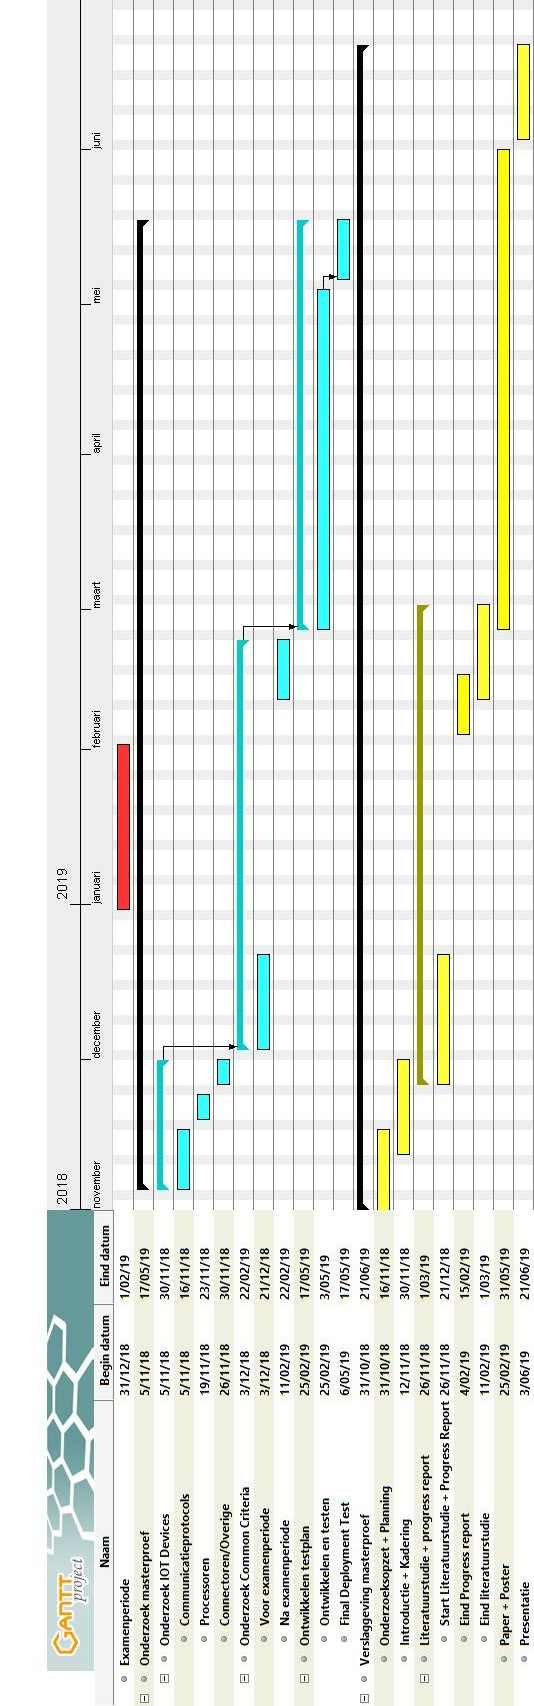 GANTT
project
2018 2019
Naam Begin datum Eind datum november december januari februari maart april mei juni
Examenperiode 31/12/18 1/02/19
Onderzoek masterproef 5/11/18 17/05/19
Onderzoek IOT Devices 5/11/18 30/11/18
Communicatieprotocols 5/11/18 16/11/18
Processoren 19/11/18 23/11/18
Connectoren/Overige 26/11/18 30/11/18
Onderzoek Common Criteria 3/12/18 22/02/19
Voor examenperiode 3/12/18 21/12/18
Na examenperiode 11/02/19 22/02/19
Ontwikkelen testplan 25/02/19 17/05/19
Ontwikkelen en testen 25/02/19 3/05/19
Final Deployment Test 6/05/19 17/05/19
Verslaggeving masterproef 31/10/18 21/06/19
Onderzoeksopzet + Planning 31/10/18 16/11/18
Introductie + Kadering 12/11/18 30/11/18
Literatuurstudie + progress report 26/11/18 1/03/19
Start Literatuurstudie + Progress Report 26/11/18 21/12/18
Eind Progress report 4/02/19 15/02/19
Eind literatuurstudie 11/02/19 1/03/19
Paper + Poster 25/02/19 31/05/19
Presentatie 3/06/19 21/06/19